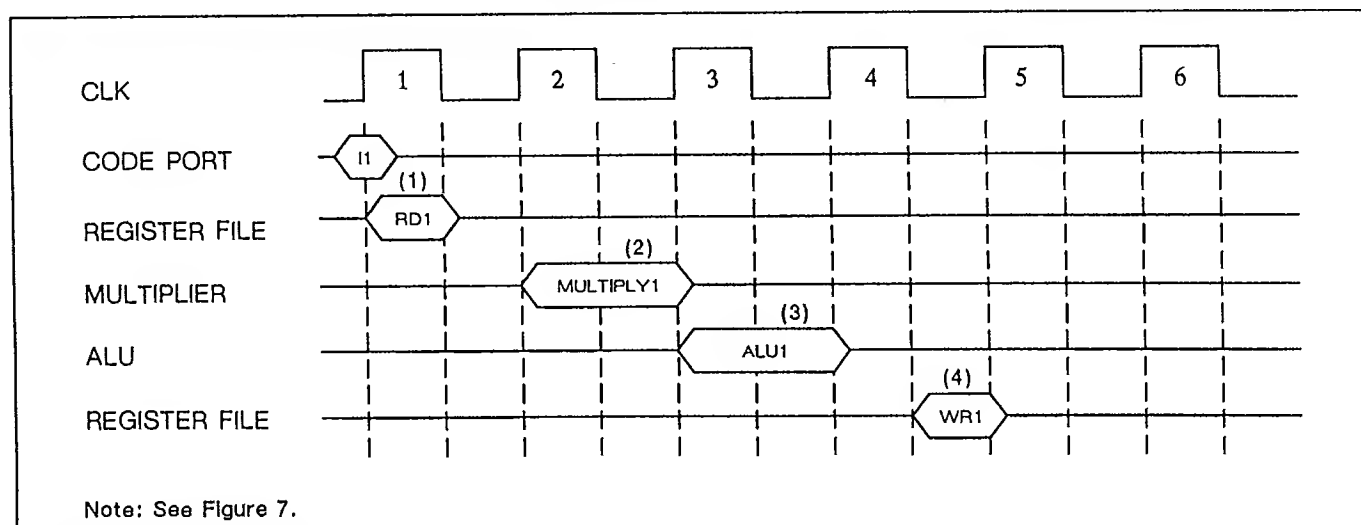 CLK 1 2 3 4 5 6
CODE PORT I1
(1)
REGISTER FILE RD1
(2)
MULTIPLIER MULTIPLY1
(3)
ALU ALU1
(4)
REGISTER FILE WR1
Note: See Figure 7.